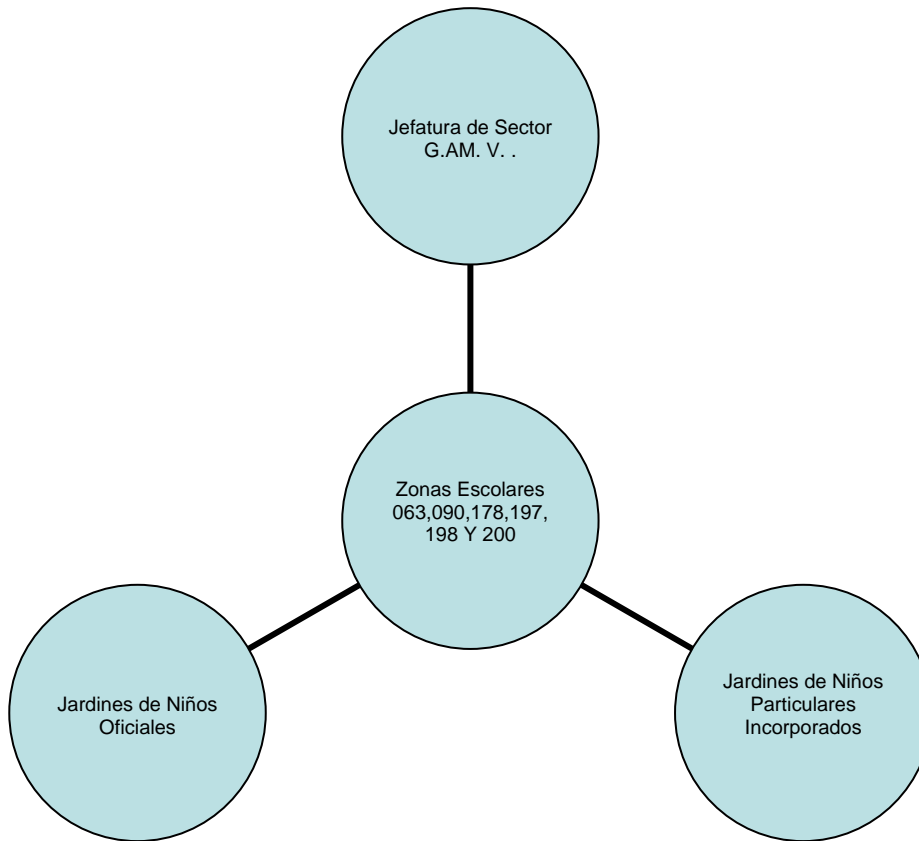 Jefatura de Sector
G.AM. V. .
Zonas Escolares
063,090,178,197,
198 Y 200
Jardines de Niños
Oficiales
Jardines de Niños
Particulares
Incorporados